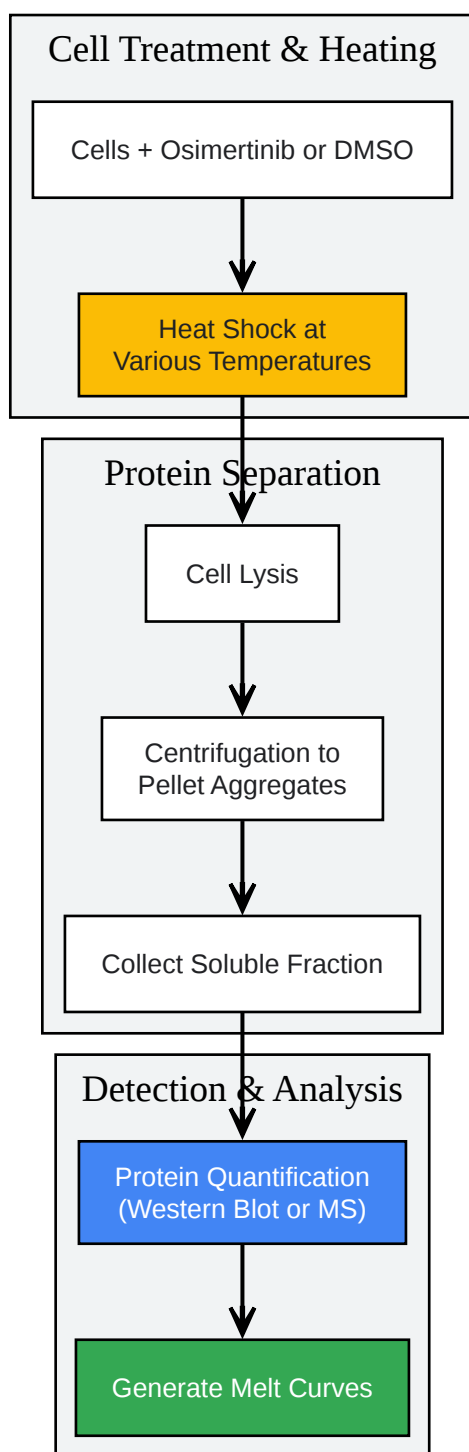 Cell Treatment & Heating
Cells + Osimertinib or DMSO
Heat Shock at
Various Temperatures
Protein Separation
Cell Lysis
Centrifugation to
Pellet Aggregates
Collect Soluble Fraction
Detection & Analysis
Protein Quantification
(Western Blot or MS)
Generate Melt Curves